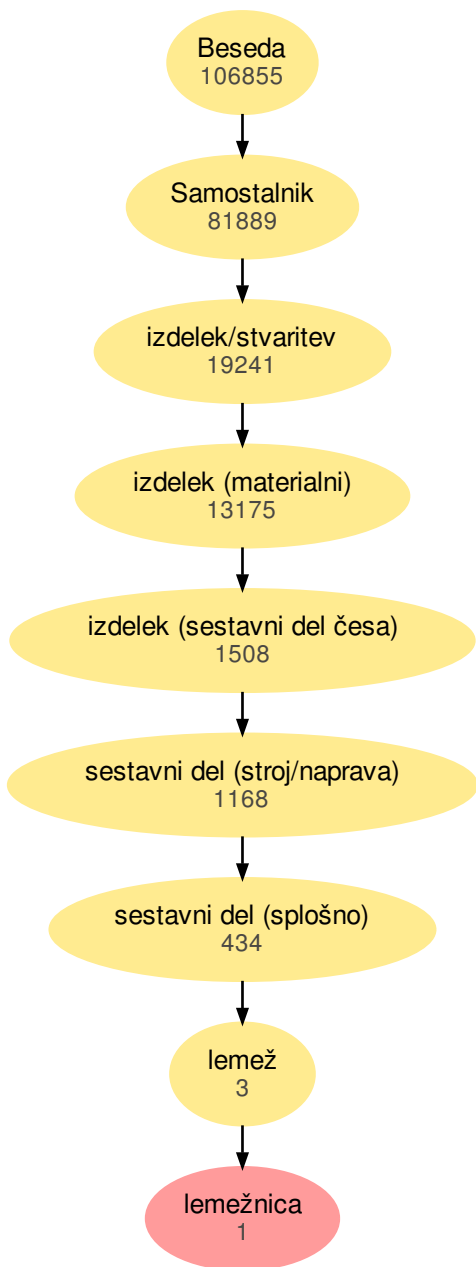 Beseda
106855
Samostalnik
81889
izdelek/stvaritev
19241
izdelek (materialni)
13175
izdelek (sestavni del česa)
1508
sestavni del (stroj/naprava)
1168
sestavni del (splošno)
434
lemež
3
lemežnica
1